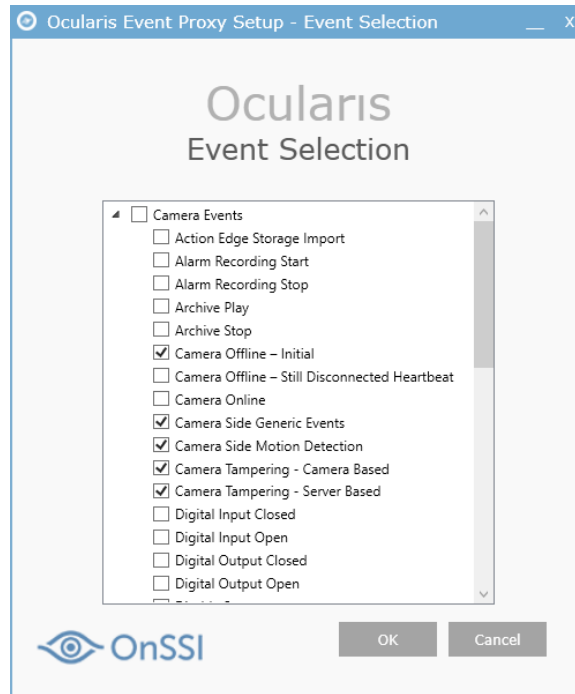 Ocularis Event Proxy Setup - Event Selection
Ocularis
Event Selection
Camera Events
Action Edge Storage Import
Alarm Recording Start
Alarm Recording Stop
Archive Play
Archive Stop
Camera Offline – Initial
Camera Offline – Still Disconnected Heartbeat
Camera Online
Camera Side Generic Events
Camera Side Motion Detection
Camera Tampering - Camera Based
Camera Tampering - Server Based
Digital Input Closed
Digital Input Open
Digital Output Closed
Digital Output Open
OnSSI
OK Cancel